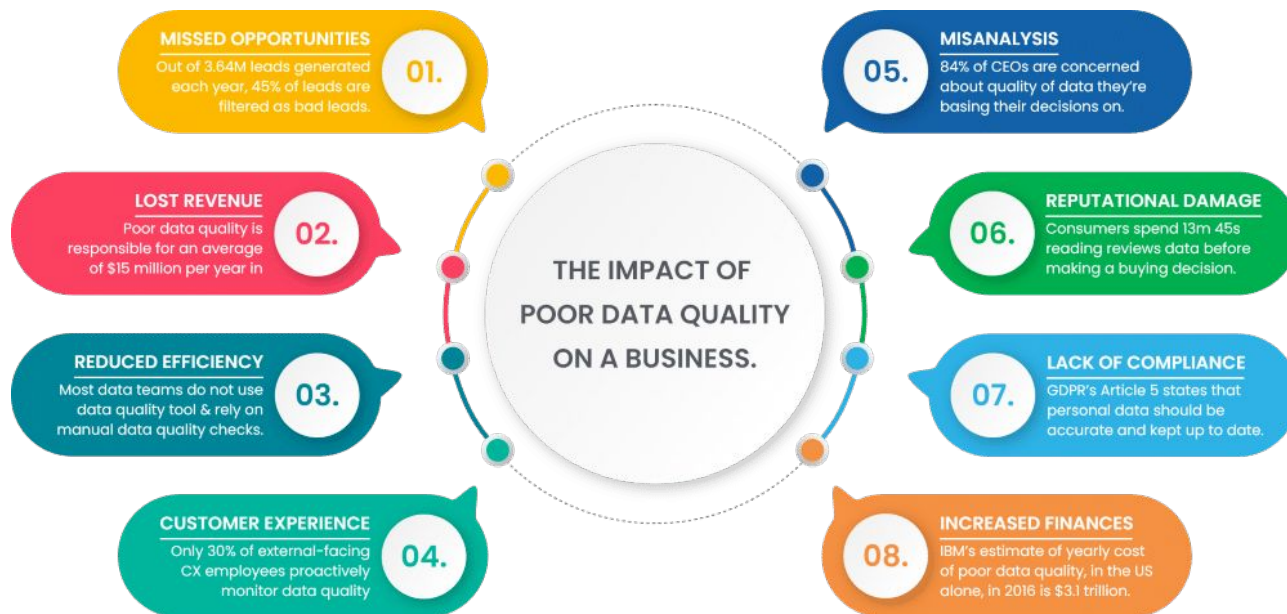 MISSED OPPORTUNITIES
Out of 3.64M leads generated
each year, 45% of leads are
filtered as bad leads.
01.
LOST REVENUE
Poor data quality is
responsible for an average
of $15 million per year in
02.
REDUCED EFFICIENCY
Most data teams do not use
data quality tool & rely on
manual data quality checks.
03.
CUSTOMER EXPERIENCE
Only 30% of external-facing
CX employees proactively
monitor data quality
04.
THE IMPACT OF
POOR DATA QUALITY
ON A BUSINESS.
05.
MISANALYSIS
84% of CEOs are concerned
about quality of data they're
basing their decisions on.
06.
REPUTATIONAL DAMAGE
Consumers spend 13m 45s
reading reviews data before
making a buying decision.
07.
LACK OF COMPLIANCE
GDPR's Article 5 states that
personal data should be
accurate and kept up to date.
08.
INCREASED FINANCES
IBM's estimate of yearly cost
of poor data quality, in the US
alone, in 2016 is $3.1 trillion.